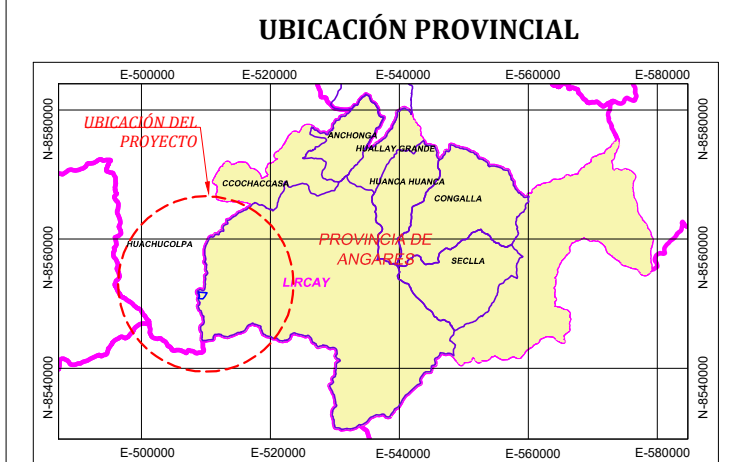 UBICACIÓN PROVINCIAL
E-500000 E-520000 E-540000 E-560000 E-580000
N-8580000 N-8580000
UBICACIÓN DEL
PROYECTO
ANCHONGA
HUALLAY GRANDE
CCOCHACCASA
HUANCA HUANCA
CONGALLA
HUACHUCOLPA
PROVINCIA DE
ANGARES
N-8560000 N-8560000
SECLLA
LIRCAY
N-8540000 N-8540000
E-500000 E-520000 E-540000 E-560000 E-580000